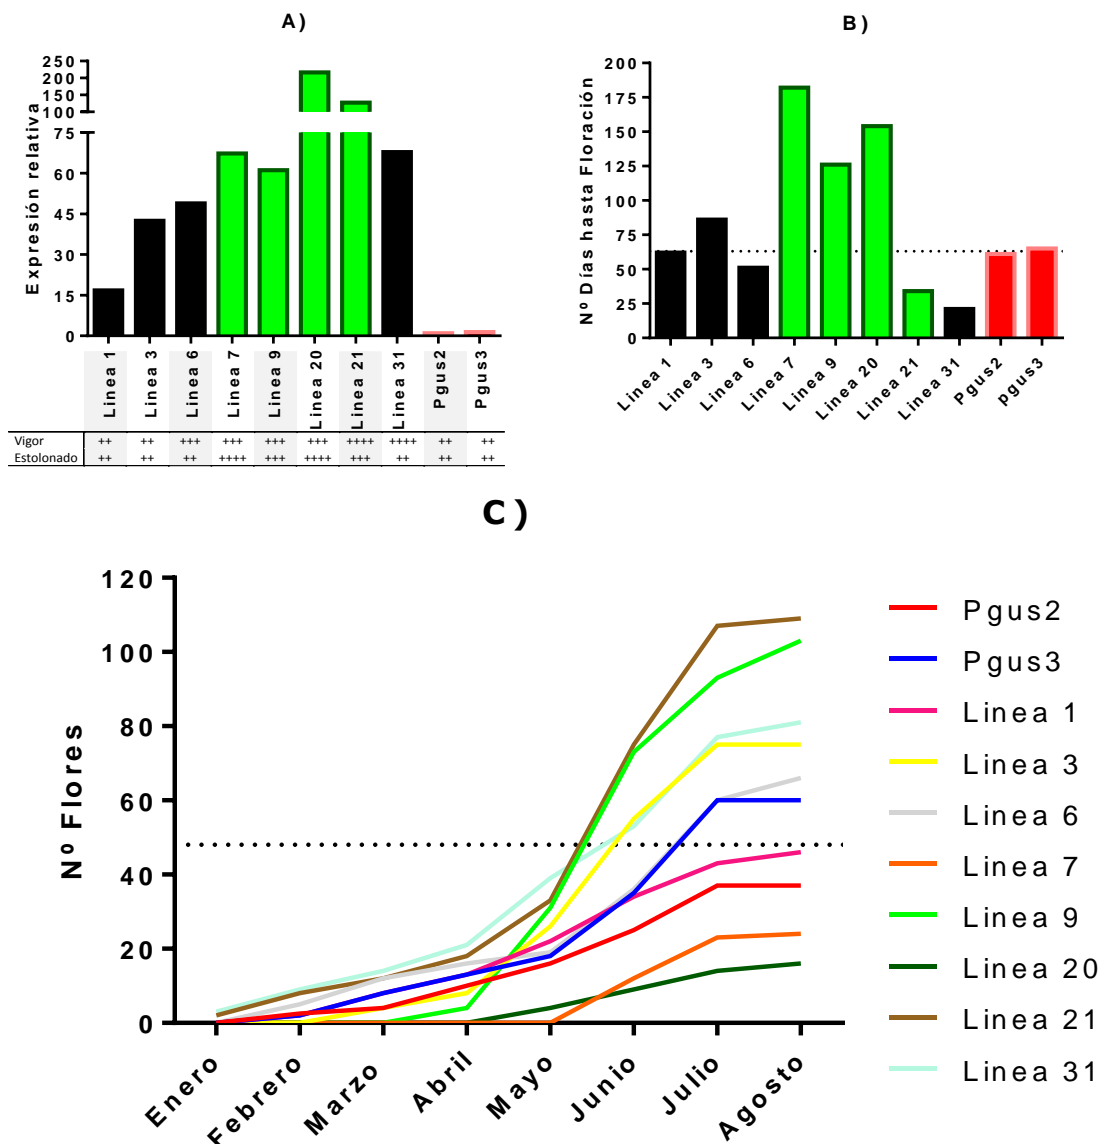 A)
Expresión relativa
250
200
150
100
75
60
45
30
15
0
Linea 1
Linea 3
Linea 6
Linea 7
Linea 9
Linea 20
Linea 21
Linea 31
Pgus2
Pgus3
Vigor ++ ++ +++ +++ +++ +++ ++++ ++++ ++ ++
Estolonado ++ ++ ++ ++++ +++ ++++ +++ ++ ++ ++
B)
Nº Días hasta Floración
200
175
150
125
100
75
50
25
0
Linea 1
Linea 3
Linea 6
Linea 7
Linea 9
Linea 20
Linea 21
Linea 31
Pgus2
pgus3
C)
Nº Flores
120
100
80
60
40
20
0
Enero
Febrero
Marzo
Abril
Mayo
Junio
Julio
Agosto
Pgus2
Pgus3
Linea 1
Linea 3
Linea 6
Linea 7
Linea 9
Linea 20
Linea 21
Linea 31